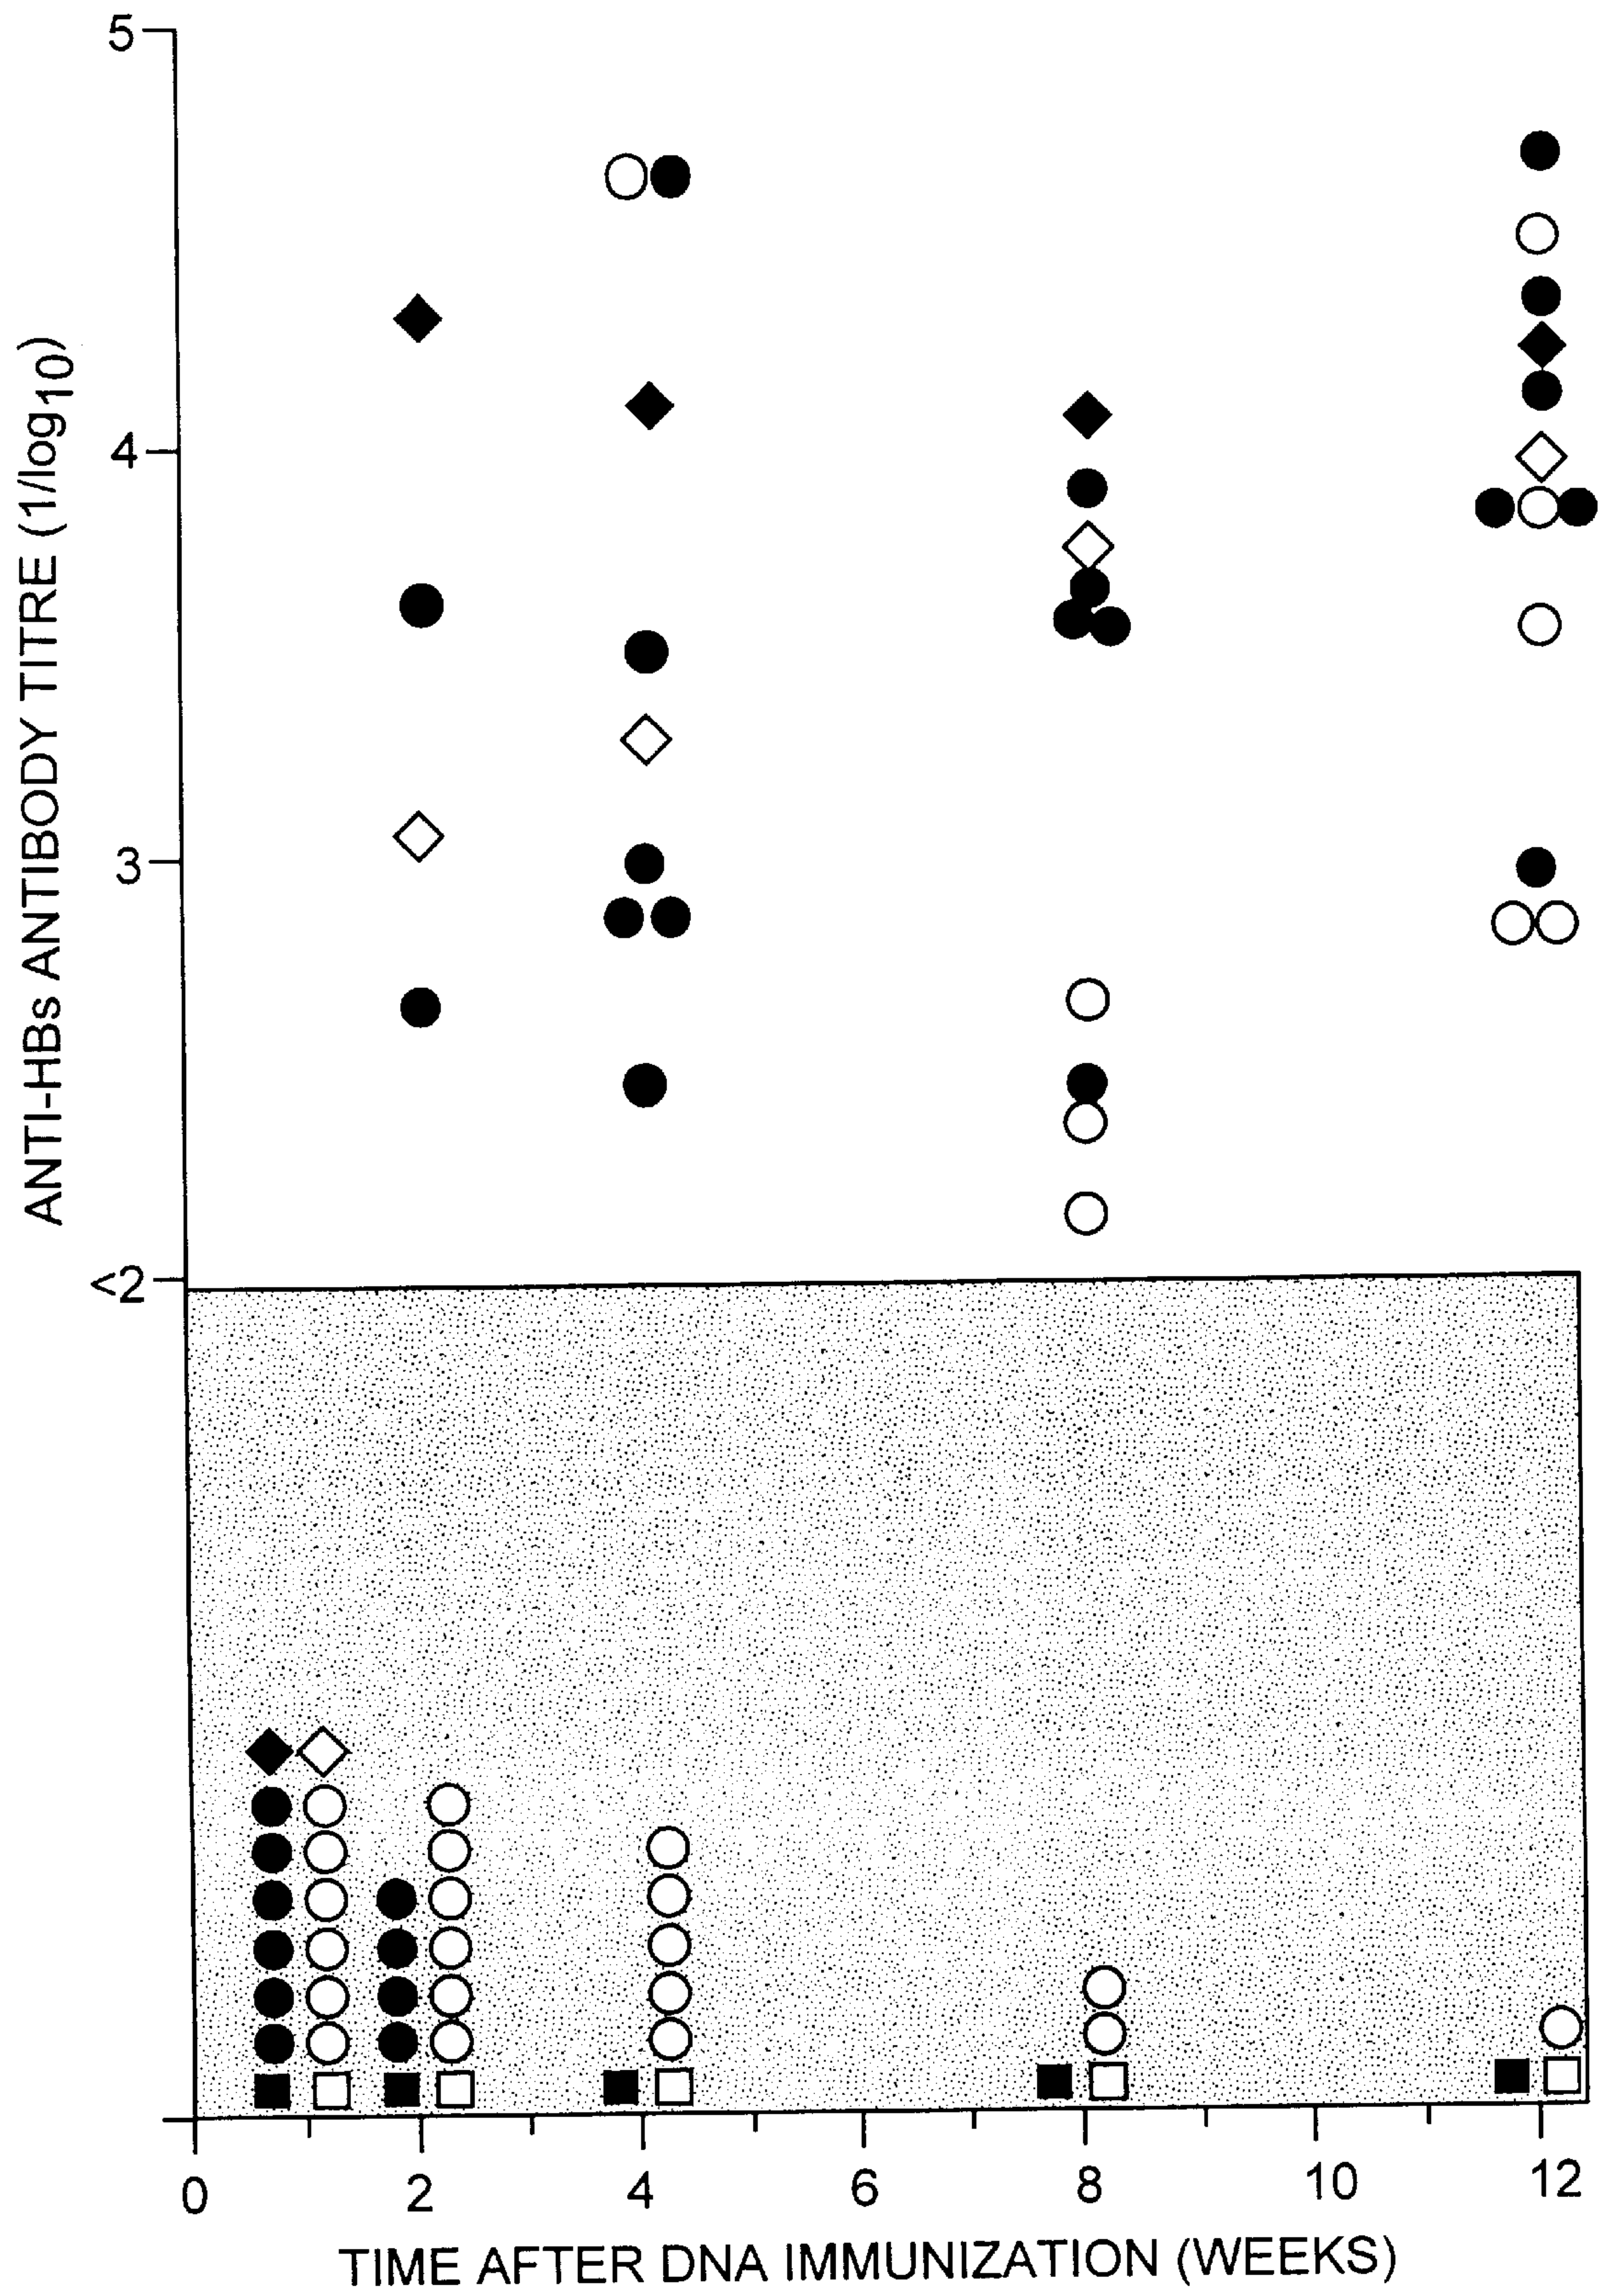 ANTI-HBs ANTIBODY TITRE (1/log10)
5
4
3
<2
0 2 4 6 8 10 12
TIME AFTER DNA IMMUNIZATION (WEEKS)